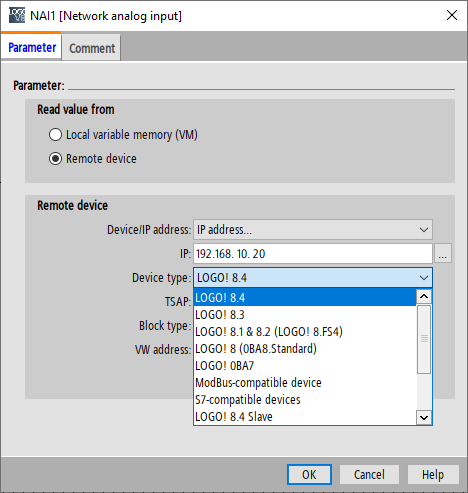 NAI1 [Network analog input]
Parameter
Comment
Parameter:
Read value from
Local variable memory (VM)
Remote device
Remote device
Device/IP address: IP address...
IP: 192.168. 10. 20 ...
Device type: LOGO! 8.4
TSAP: LOGO! 8.4
LOGO! 8.3
Block type: LOGO! 8.1 & 8.2 (LOGO! 8.FS4)
VW address: LOGO! 8 (0BA8.Standard)
LOGO! 0BA7
ModBus-compatible device
S7-compatible devices
LOGO! 8.4 Slave
OK Cancel Help